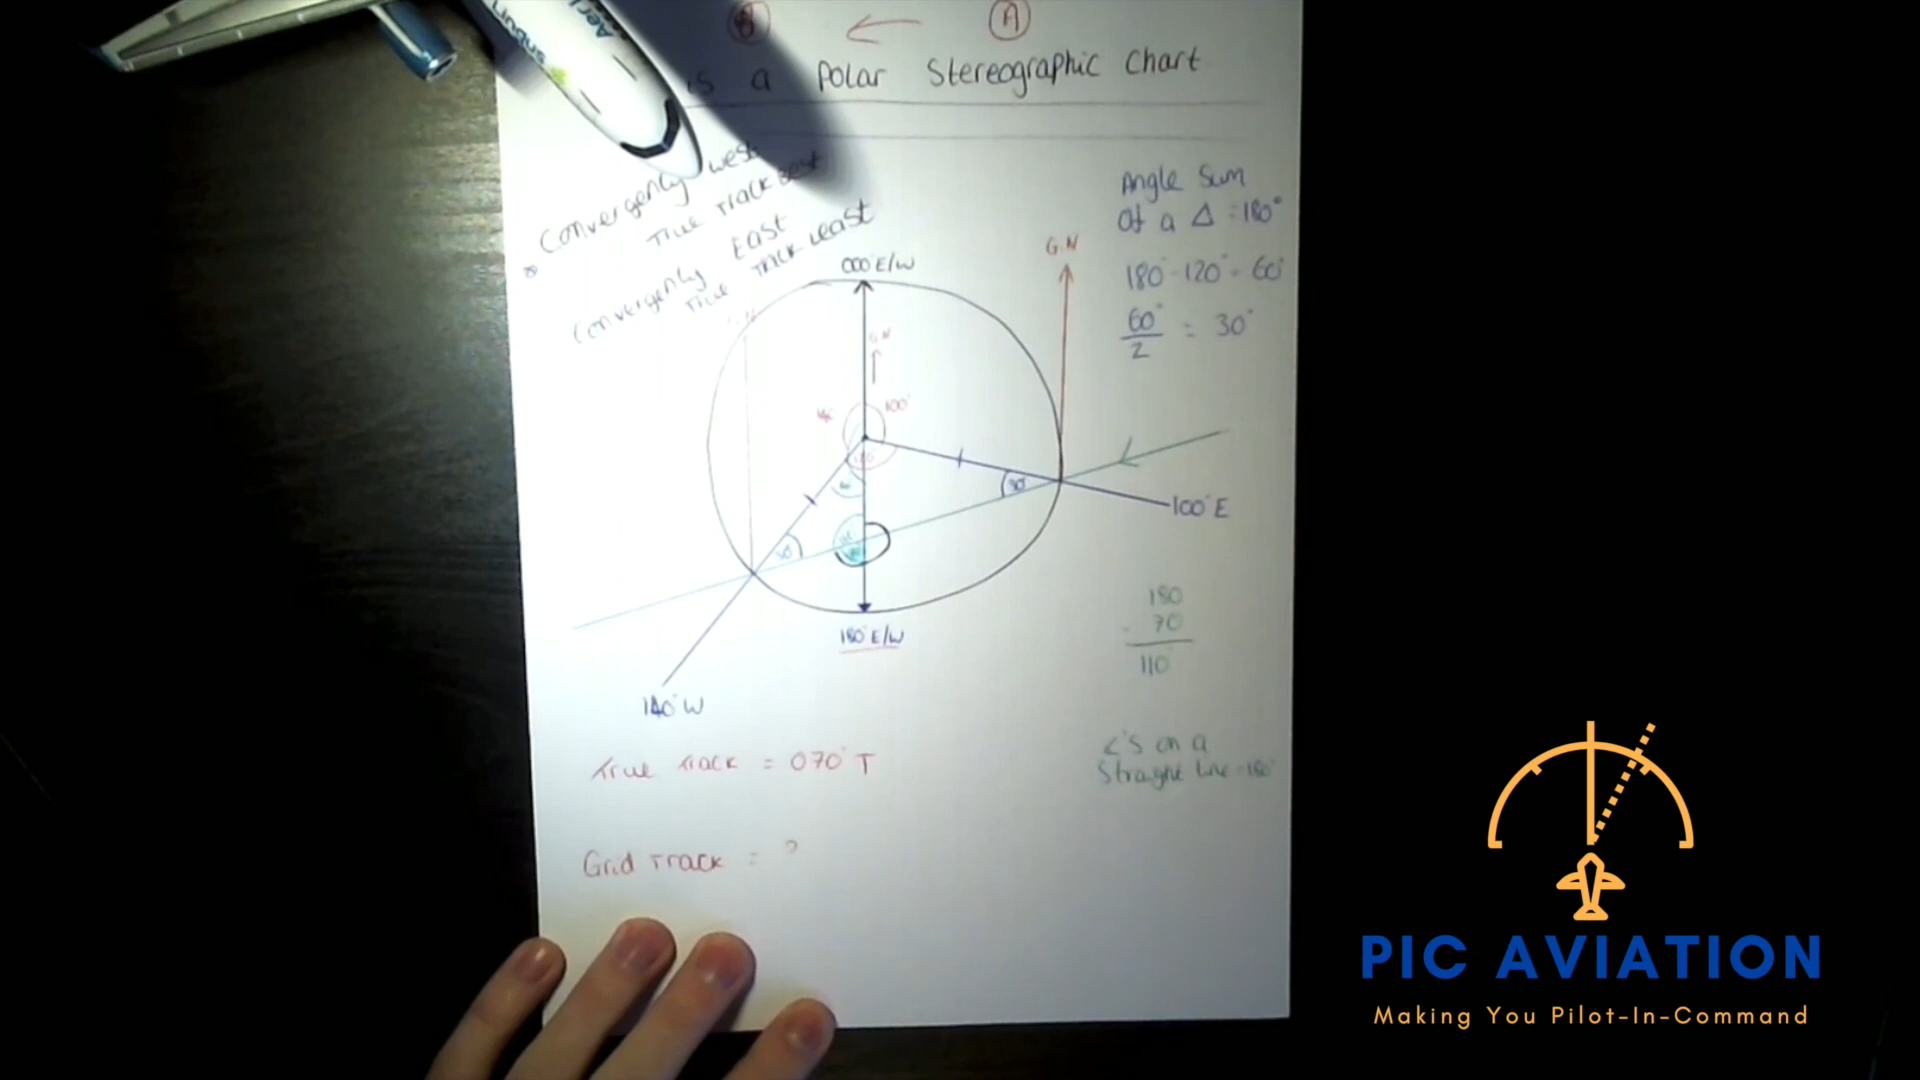 B ← A
is a Polar Stereographic Chart
* Convergency west
True Track best
Convergency East
True Track Least
Angle Sum
Of a Δ = 180°
180° - 120° = 60°
60°/2 = 30°
G.N
000°E/W
G.N
100°
30°
30°
100°E
180°E/W
140°W
180
- 70
110
True Track = 070° T
Grid Track = ?
∠'s on a
Straight line = 180°
PIC AVIATION
Making You Pilot-In-Command